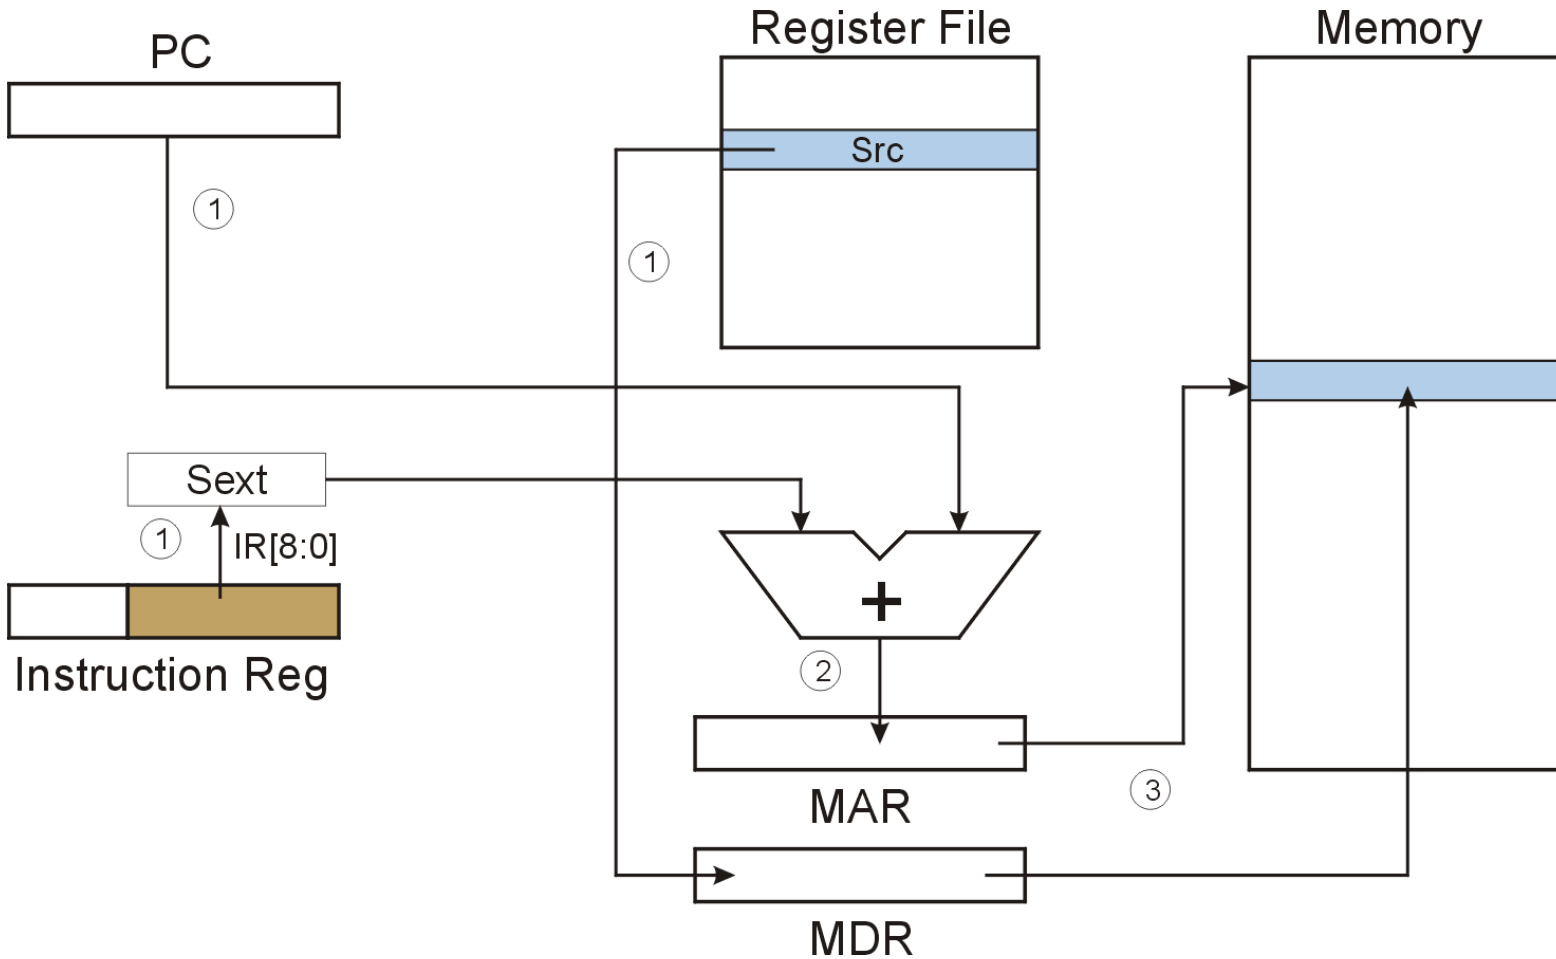 PC
Register File
Memory
Src
1
1
Sext
1
IR[8:0]
+
Instruction Reg
2
MAR
3
MDR